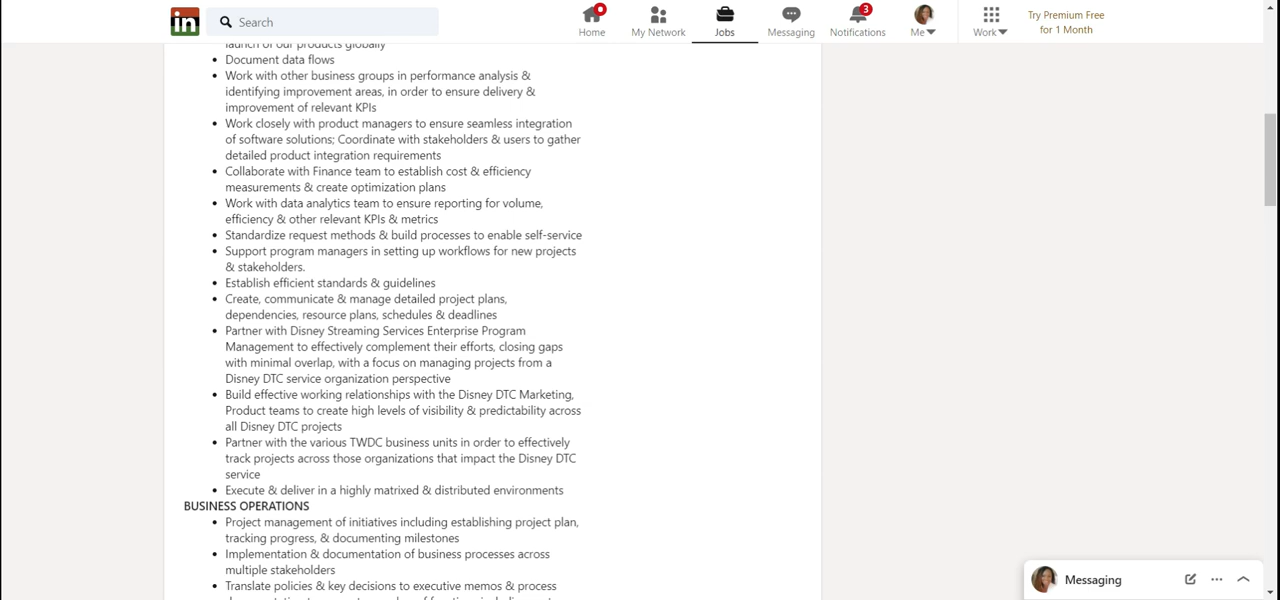 in
Search
Home
My Network
Jobs
Messaging
3
Notifications
Me
Work
Try Premium Free
for 1 Month
launch of our products globally
• Document data flows
• Work with other business groups in performance analysis &
identifying improvement areas, in order to ensure delivery &
improvement of relevant KPIs
• Work closely with product managers to ensure seamless integration
of software solutions; Coordinate with stakeholders & users to gather
detailed product integration requirements
• Collaborate with Finance team to establish cost & efficiency
measurements & create optimization plans
• Work with data analytics team to ensure reporting for volume,
efficiency & other relevant KPIs & metrics
• Standardize request methods & build processes to enable self-service
• Support program managers in setting up workflows for new projects
& stakeholders.
• Establish efficient standards & guidelines
• Create, communicate & manage detailed project plans,
dependencies, resource plans, schedules & deadlines
• Partner with Disney Streaming Services Enterprise Program
Management to effectively complement their efforts, closing gaps
with minimal overlap, with a focus on managing projects from a
Disney DTC service organization perspective
• Build effective working relationships with the Disney DTC Marketing,
Product teams to create high levels of visibility & predictability across
all Disney DTC projects
• Partner with the various TWDC business units in order to effectively
track projects across those organizations that impact the Disney DTC
service
• Execute & deliver in a highly matrixed & distributed environments
BUSINESS OPERATIONS
• Project management of initiatives including establishing project plan,
tracking progress, & documenting milestones
• Implementation & documentation of business processes across
multiple stakeholders
• Translate policies & key decisions to executive memos & process
Messaging